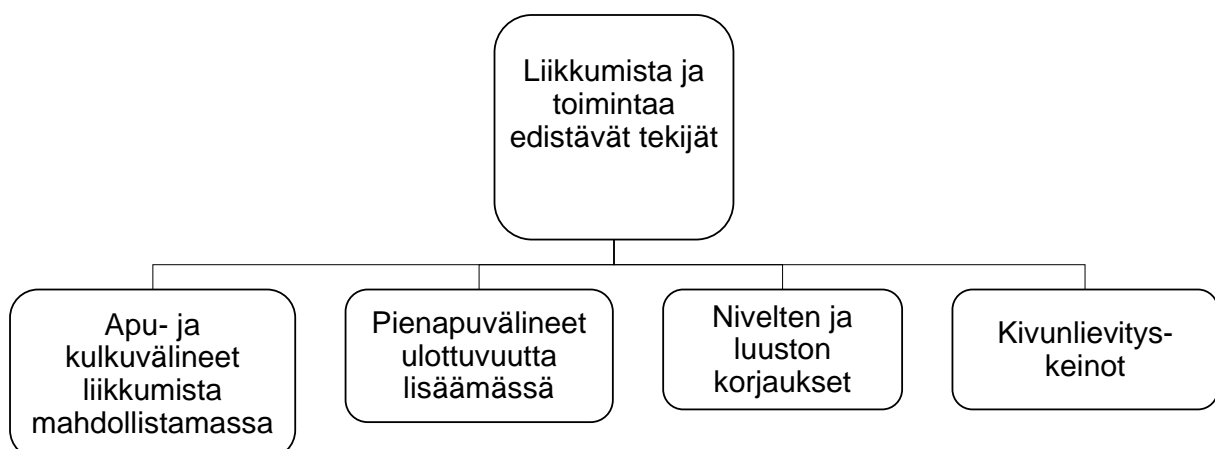 Liikkumista ja
toimintaa
edistävät tekijät
Apu- ja
kulkuvälineet
liikkumista
mahdollistamassa
Pienapuvälineet
ulottuvuutta
lisäämässä
Nivelten ja
luuston
korjaukset
Kivunlievitys-
keinot